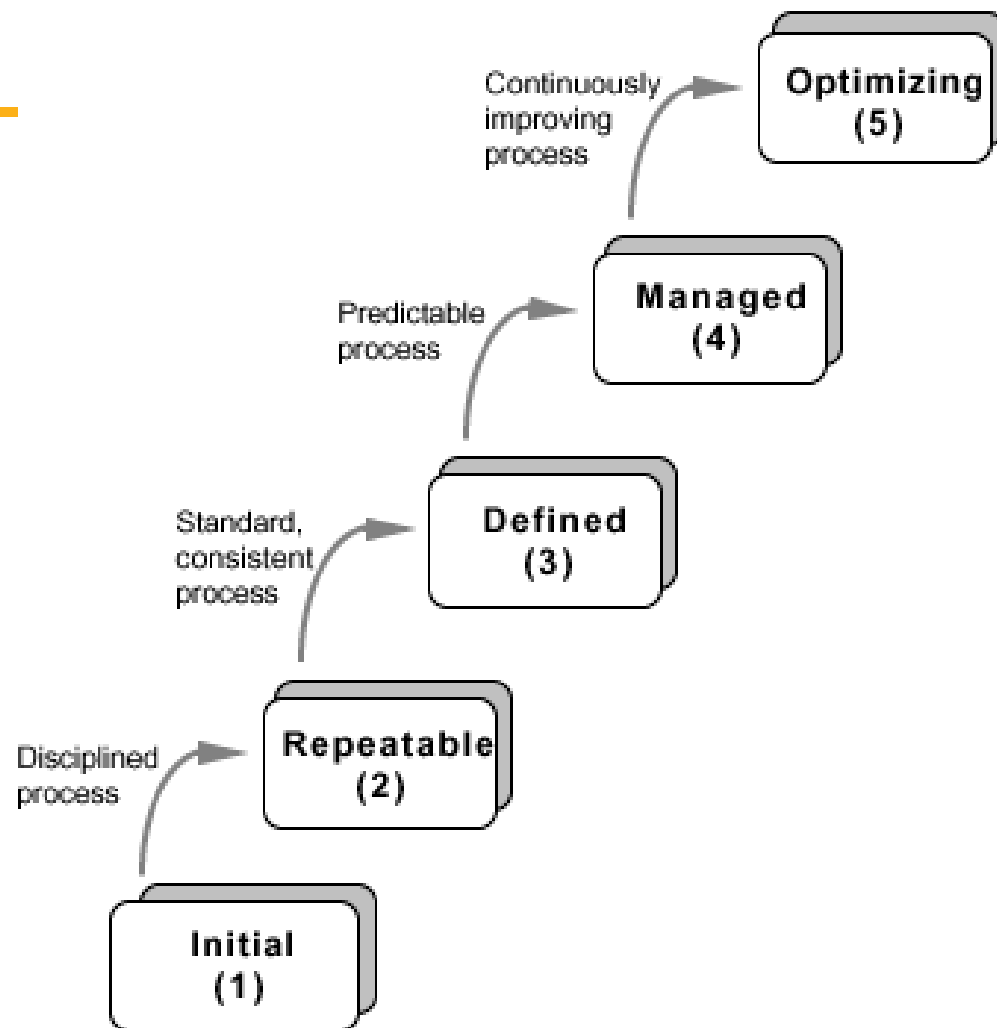 Continuously
improving
process
Optimizing
(5)
Predictable
process
Managed
(4)
Standard,
consistent
process
Defined
(3)
Disciplined
process
Repeatable
(2)
Initial
(1)